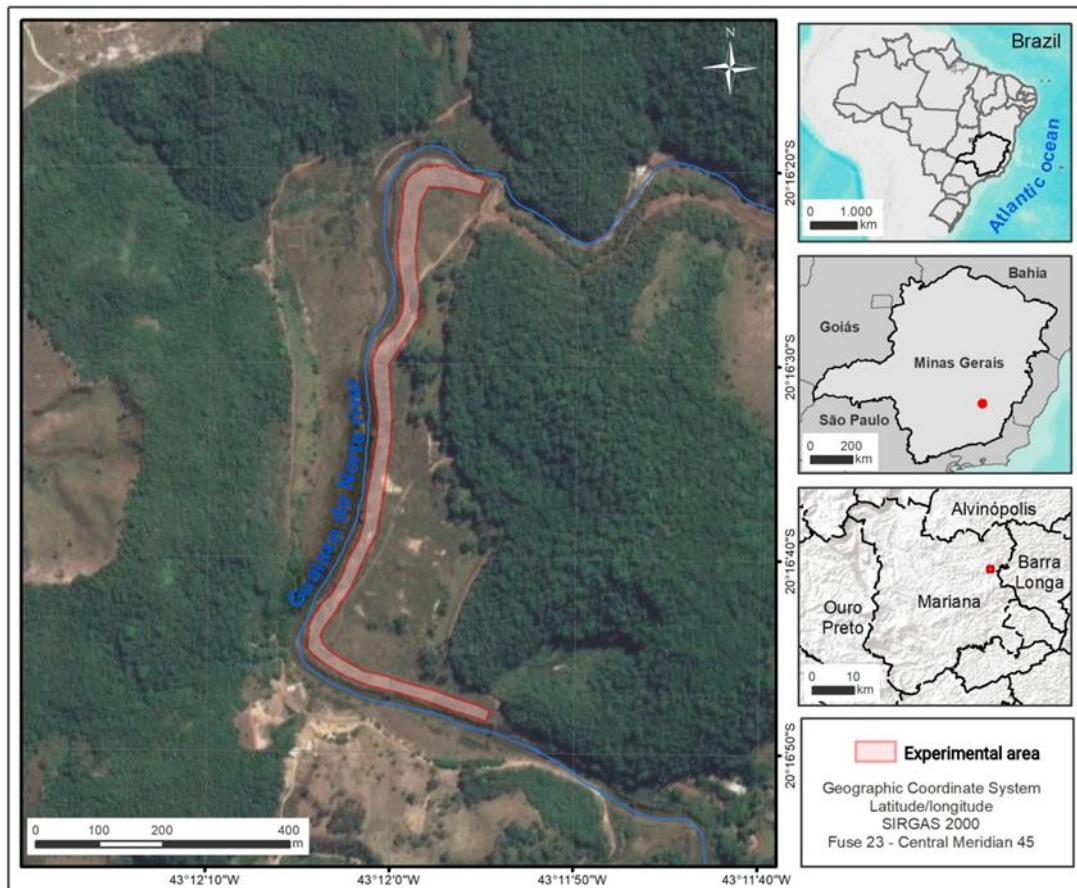 N
Gualaxo do Norte river
0 100 200 400
m
43°12'10"W 43°12'0"W 43°11'50"W 43°11'40"W
20°16'20"S
20°16'30"S
20°16'40"S
20°16'50"S
Brazil
Atlantic ocean
0 1.000
km
Bahia
Goiás
Minas Gerais
São Paulo
0 200
km
Alvinópolis
Barra
Longa
Mariana
Ouro
Preto
0 10
km
Experimental area
Geographic Coordinate System
Latitude/longitude
SIRGAS 2000
Fuse 23 - Central Meridian 45